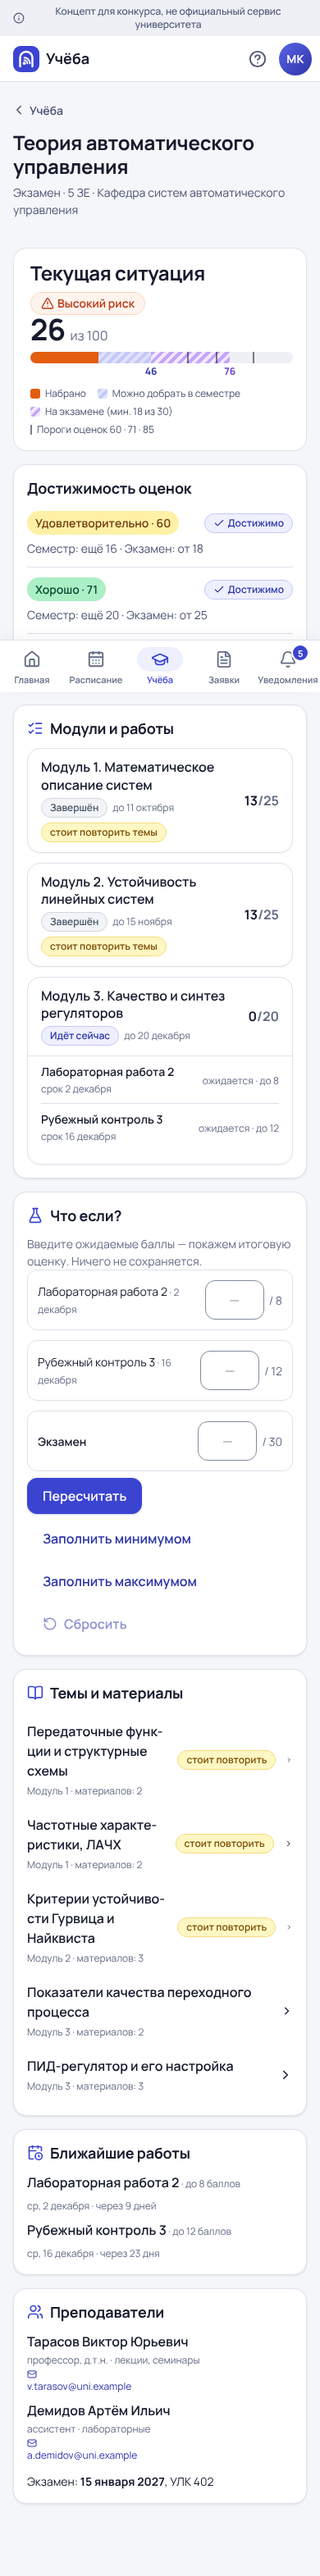 Концепт для конкурса, не официальный сервис
университета
Учёба
МК
Учёба
Теория автоматического
управления
Экзамен · 5 ЗЕ · Кафедра систем автоматического
управления
Текущая ситуация
Высокий риск
26 из 100
46
76
Набрано
Можно добрать в семестре
На экзамене (мин. 18 из 30)
Пороги оценок 60 · 71 · 85
Достижимость оценок
Удовлетворительно · 60
Достижимо
Семестр: ещё 16 · Экзамен: от 18
Хорошо · 71
Достижимо
Семестр: ещё 20 · Экзамен: от 25
Главная
Расписание
Учёба
Заявки
5
Уведомления
Модули и работы
Модуль 1. Математическое
описание систем
Завершён до 11 октября
стоит повторить темы
13/25
Модуль 2. Устойчивость
линейных систем
Завершён до 15 ноября
стоит повторить темы
13/25
Модуль 3. Качество и синтез
регуляторов
Идёт сейчас до 20 декабря
0/20
Лабораторная работа 2
срок 2 декабря
ожидается · до 8
Рубежный контроль 3
срок 16 декабря
ожидается · до 12
Что если?
Введите ожидаемые баллы — покажем итоговую
оценку. Ничего не сохраняется.
Лабораторная работа 2 · 2
декабря
— / 8
Рубежный контроль 3 · 16
декабря
— / 12
Экзамен
— / 30
Пересчитать
Заполнить минимумом
Заполнить максимумом
Сбросить
Темы и материалы
Передаточные функ-
ции и структурные
схемы
Модуль 1 · материалов: 2
стоит повторить
Частотные характе-
ристики, ЛАЧХ
Модуль 1 · материалов: 2
стоит повторить
Критерии устойчиво-
сти Гурвица и
Найквиста
Модуль 2 · материалов: 3
стоит повторить
Показатели качества переходного
процесса
Модуль 3 · материалов: 2
ПИД-регулятор и его настройка
Модуль 3 · материалов: 3
Ближайшие работы
Лабораторная работа 2 · до 8 баллов
ср, 2 декабря · через 9 дней
Рубежный контроль 3 · до 12 баллов
ср, 16 декабря · через 23 дня
Преподаватели
Тарасов Виктор Юрьевич
профессор, д.т.н. · лекции, семинары
v.tarasov@uni.example
Демидов Артём Ильич
ассистент · лабораторные
a.demidov@uni.example
Экзамен: 15 января 2027, УЛК 402